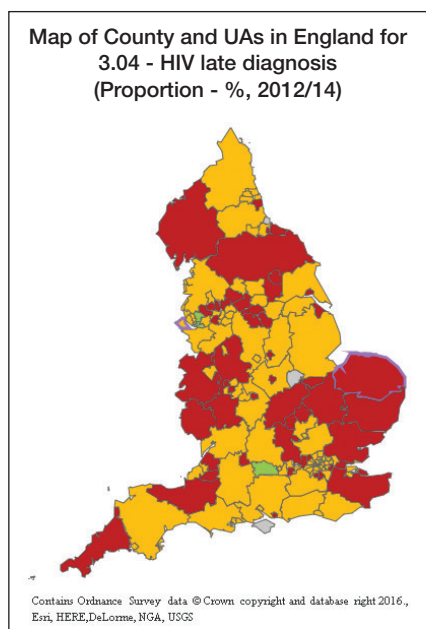 Map of County and UAs in England for
3.04 - HIV late diagnosis
(Proportion - %, 2012/14)
Contains Ordnance Survey data © Crown copyright and database right 2016.,
Esri, HERE,DeLorme, NGA, USGS